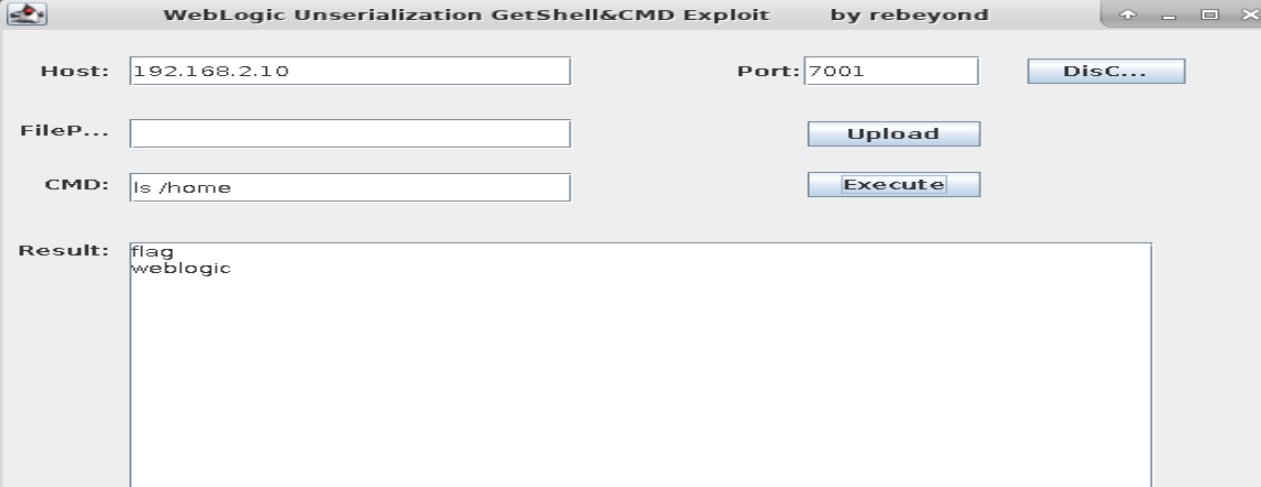 WebLogic Unserialization GetShell&CMD Exploit by rebeyond
Host: 192.168.2.10 Port: 7001 DisC...
FileP... Upload
CMD: ls /home Execute
Result: flag
weblogic